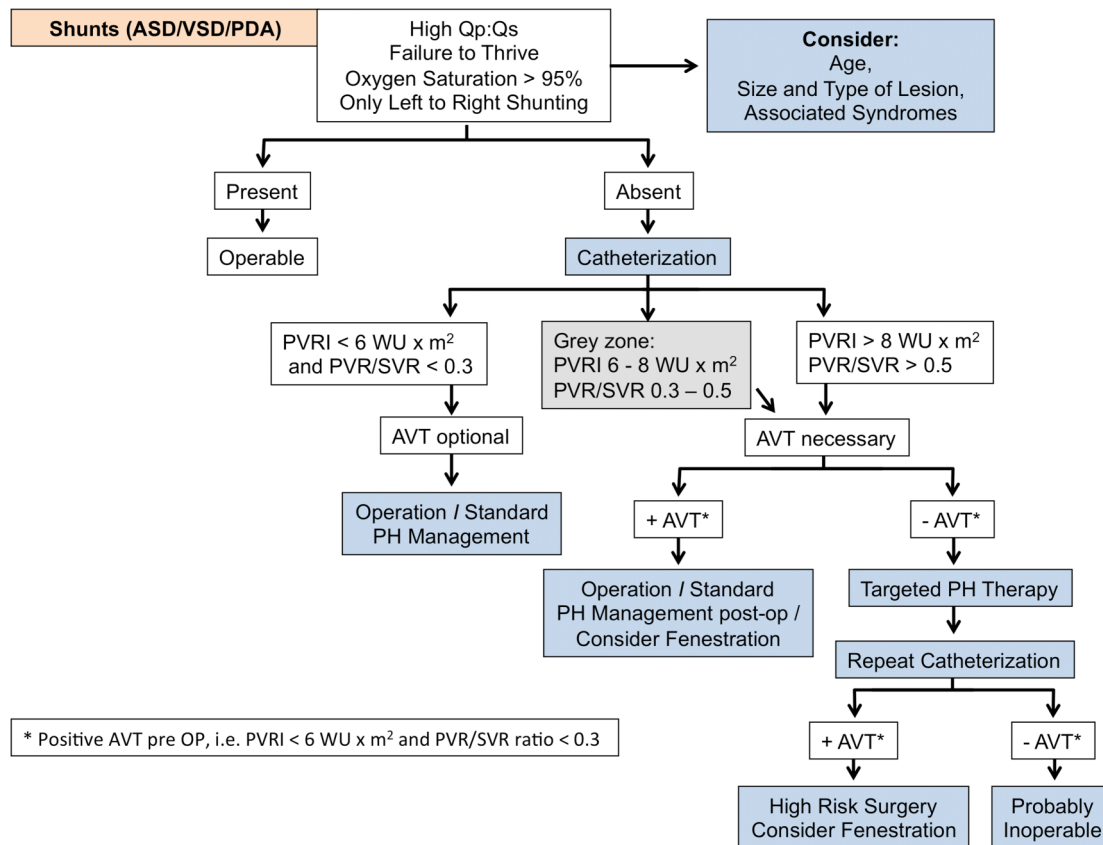 Shunts (ASD/VSD/PDA)
High Qp:Qs
Failure to Thrive
Oxygen Saturation > 95%
Only Left to Right Shunting
Consider:
Age,
Size and Type of Lesion,
Associated Syndromes
Present
Absent
Operable
Catheterization
PVRI < 6 WU x m²
and PVR/SVR < 0.3
Grey zone:
PVRI 6 - 8 WU x m²
PVR/SVR 0.3 – 0.5
PVRI > 8 WU x m²
PVR/SVR > 0.5
AVT optional
AVT necessary
Operation / Standard
PH Management
+ AVT*
- AVT*
Operation / Standard
PH Management post-op /
Consider Fenestration
Targeted PH Therapy
Repeat Catheterization
* Positive AVT pre OP, i.e. PVRI < 6 WU x m² and PVR/SVR ratio < 0.3
+ AVT*
- AVT*
High Risk Surgery
Consider Fenestration
Probably
Inoperable